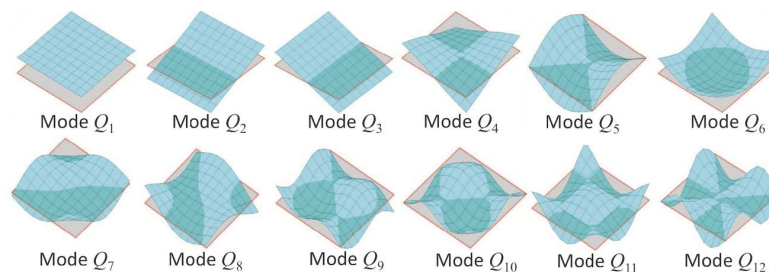 Mode Q₁ Mode Q₂ Mode Q₃ Mode Q₄ Mode Q₅ Mode Q₆
Mode Q₇ Mode Q₈ Mode Q₉ Mode Q₁₀ Mode Q₁₁ Mode Q₁₂